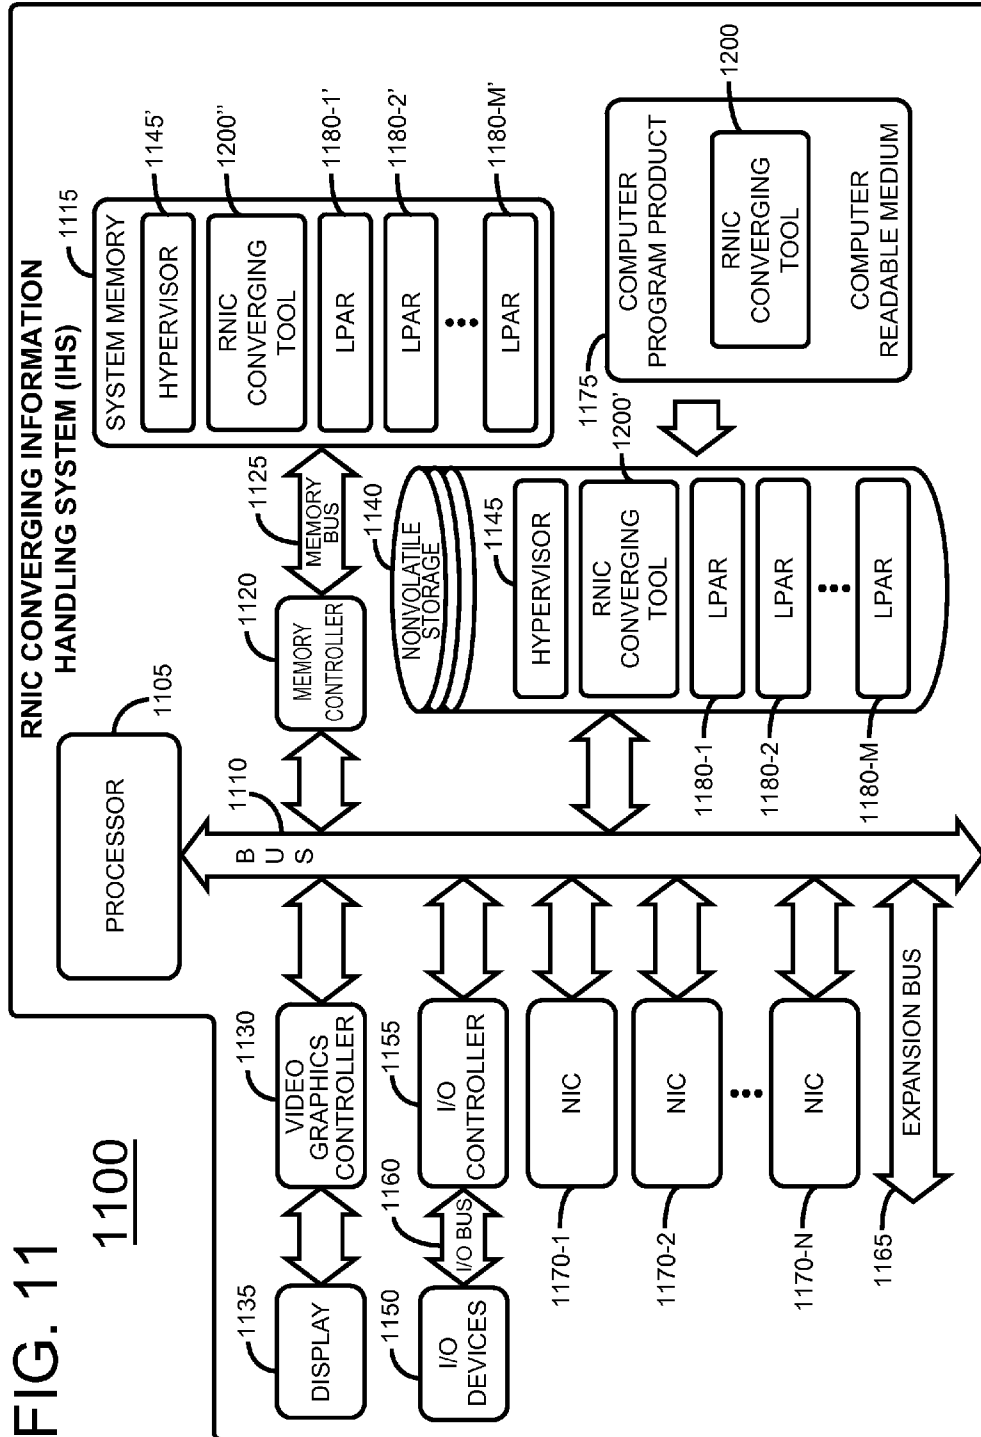 FIG. 11
1100
RNIC CONVERGING INFORMATION
HANDLING SYSTEM (IHS)
PROCESSOR
1105
BUS
1110
DISPLAY
1135
VIDEO
GRAPHICS
CONTROLLER
1130
MEMORY
CONTROLLER
1120
MEMORY
BUS
1125
SYSTEM MEMORY
1115
HYPERVISOR
1145'
RNIC
CONVERGING
TOOL
1200''
LPAR
1180-1'
LPAR
1180-2'
LPAR
1180-M'
I/O
DEVICES
1150
I/O BUS
1160
I/O
CONTROLLER
1155
NONVOLATILE
STORAGE
1140
HYPERVISOR
1145
RNIC
CONVERGING
TOOL
1200'
LPAR
1180-1
LPAR
1180-2
LPAR
1180-M
1175
COMPUTER
PROGRAM PRODUCT
RNIC
CONVERGING
TOOL
1200
COMPUTER
READABLE MEDIUM
NIC
1170-1
NIC
1170-2
NIC
1170-N
EXPANSION BUS
1165